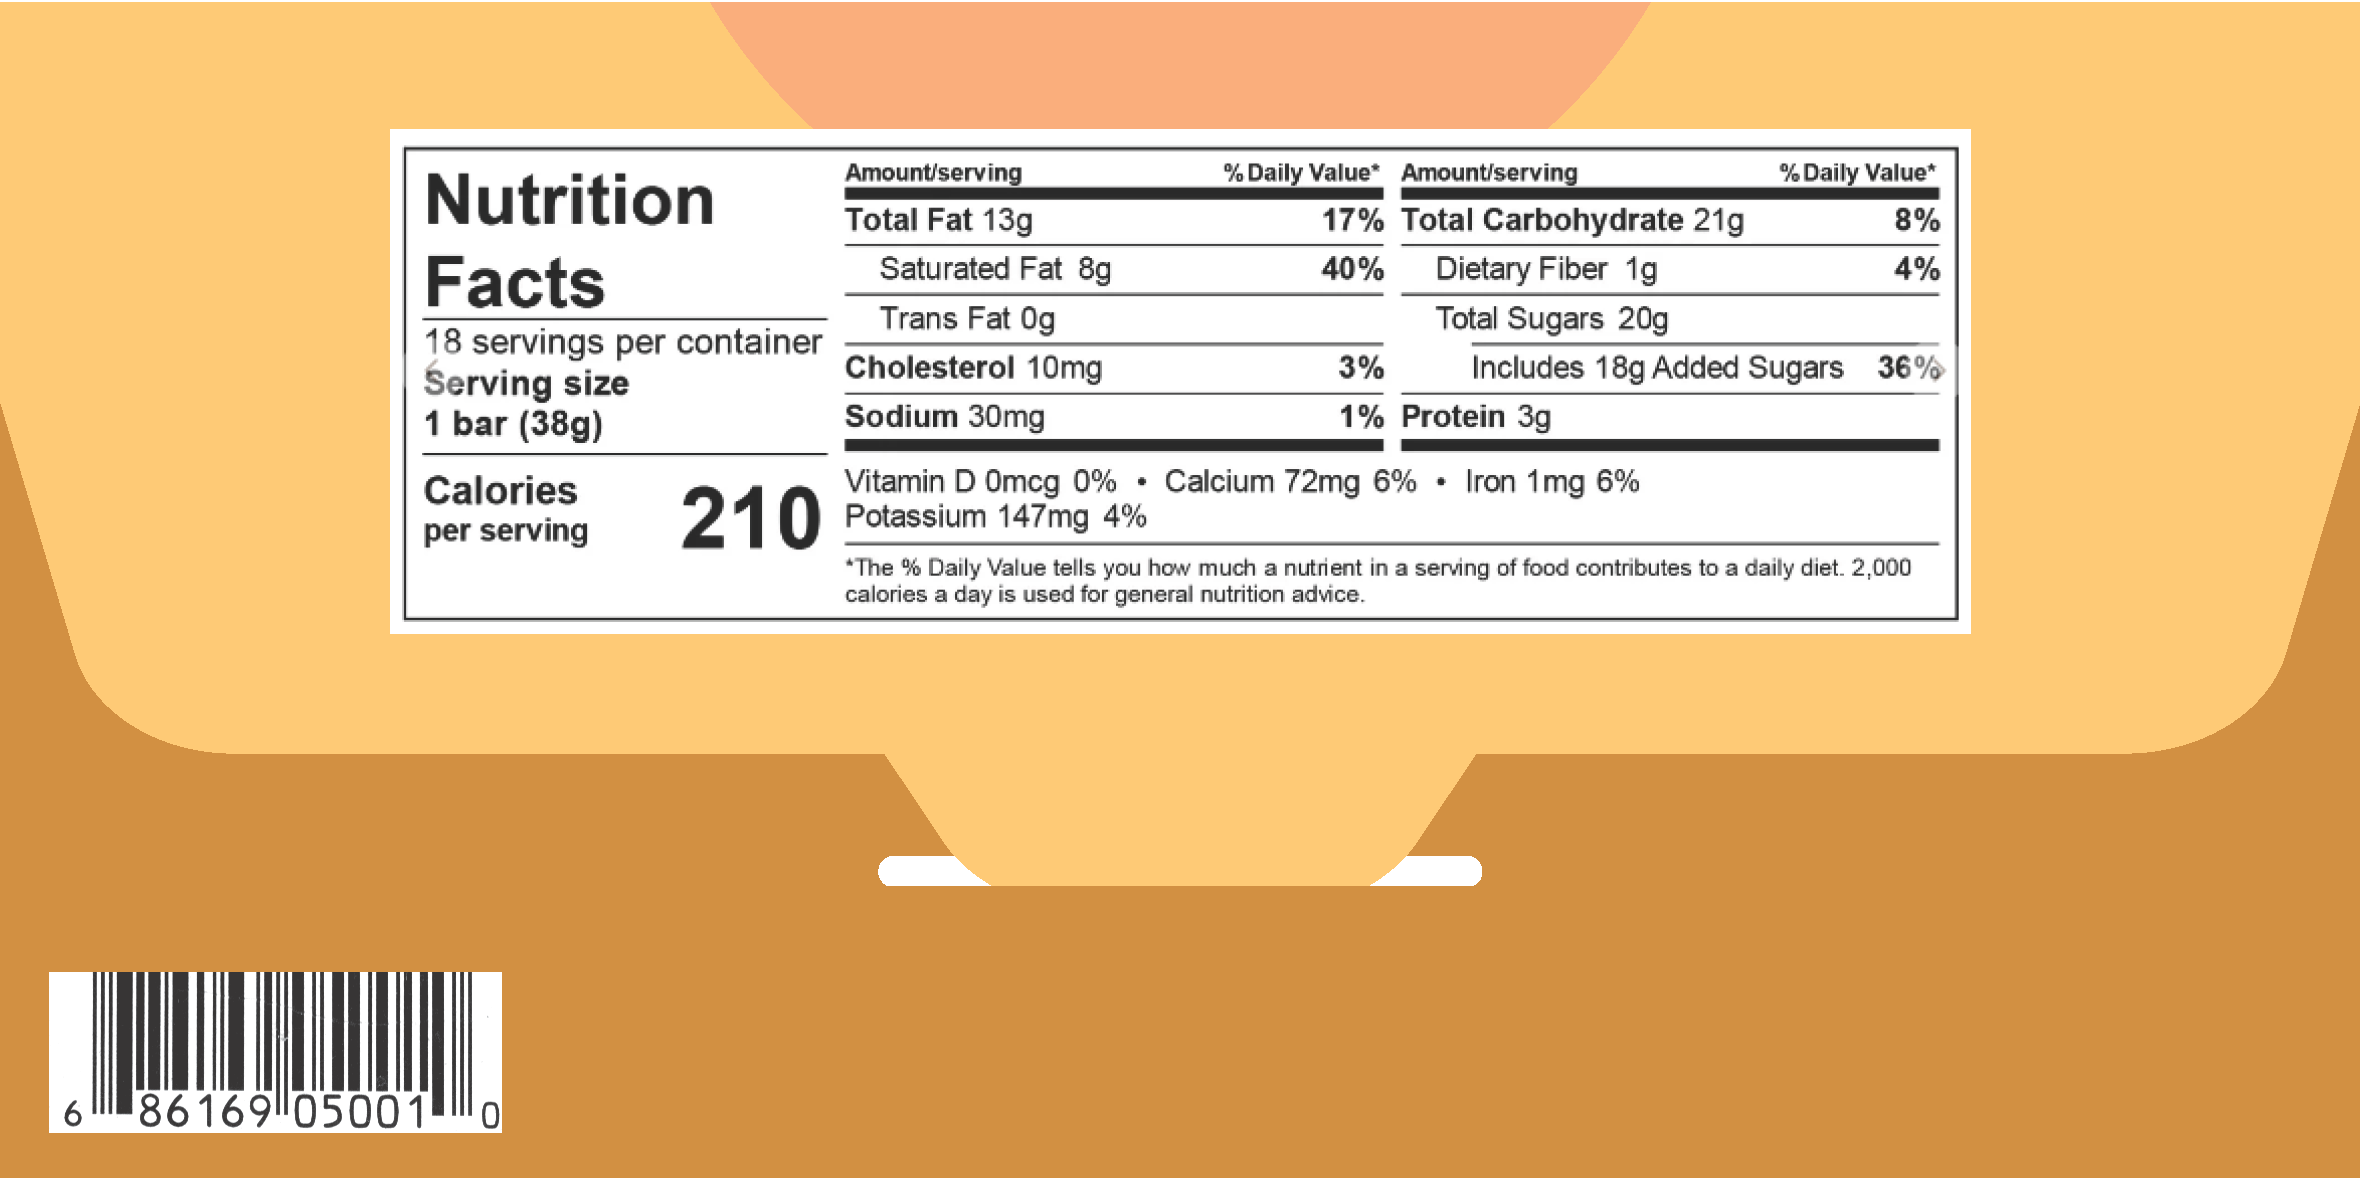 Nutrition
Facts
18 servings per container
Serving size
1 bar (38g)
Calories
per serving 210
Amount/serving % Daily Value*
Total Fat 13g 17%
Saturated Fat 8g 40%
Trans Fat 0g
Cholesterol 10mg 3%
Sodium 30mg 1%
Amount/serving % Daily Value*
Total Carbohydrate 21g 8%
Dietary Fiber 1g 4%
Total Sugars 20g
Includes 18g Added Sugars 36%
Protein 3g
Vitamin D 0mcg 0% • Calcium 72mg 6% • Iron 1mg 6%
Potassium 147mg 4%
*The % Daily Value tells you how much a nutrient in a serving of food contributes to a daily diet. 2,000
calories a day is used for general nutrition advice.
6 86169 05001 0